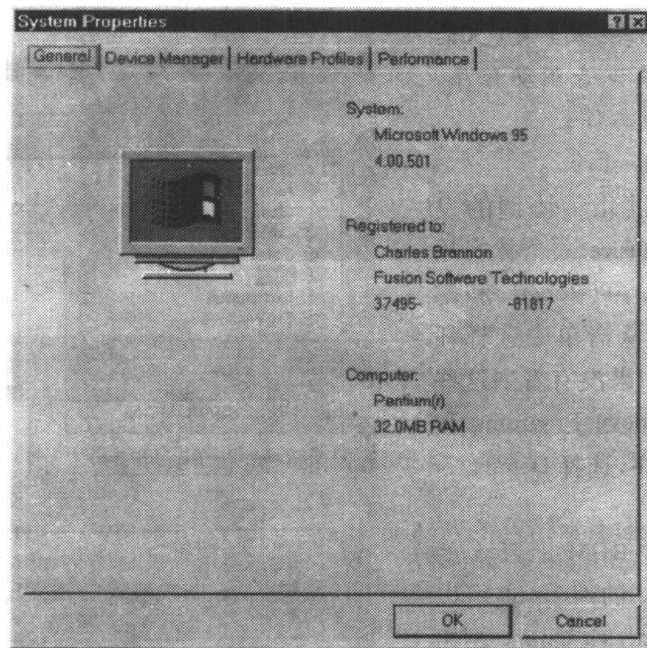 System Properties
General Device Manager Hardware Profiles Performance
System:
Microsoft Windows 95
4.00.501
Registered to:
Charles Brannon
Fusion Software Technologies
37495- -81817
Computer:
Pentium(r)
32.0MB RAM
OK Cancel